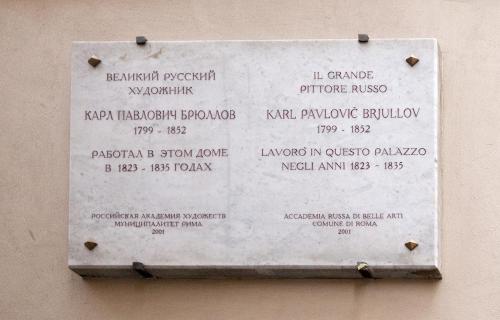 ВЕЛИКИЙ РУССКИЙ
ХУДОЖНИК
КАРЛ ПАВЛОВИЧ БРЮЛЛОВ
1799 - 1852
РАБОТАЛ В ЭТОМ ДОМЕ
В 1823 - 1835 ГОДАХ
РОССИЙСКАЯ АКАДЕМИЯ ХУДОЖЕСТВ
МУНИЦИПАЛИТЕТ РИМА
2001
IL GRANDE
PITTORE RUSSO
KARL PAVLOVIČ BRJULLOV
1799 - 1852
LAVORO' IN QUESTO PALAZZO
NEGLI ANNI 1823 - 1835
ACCADEMIA RUSSA DI BELLE ARTI
COMUNE DI ROMA
2001